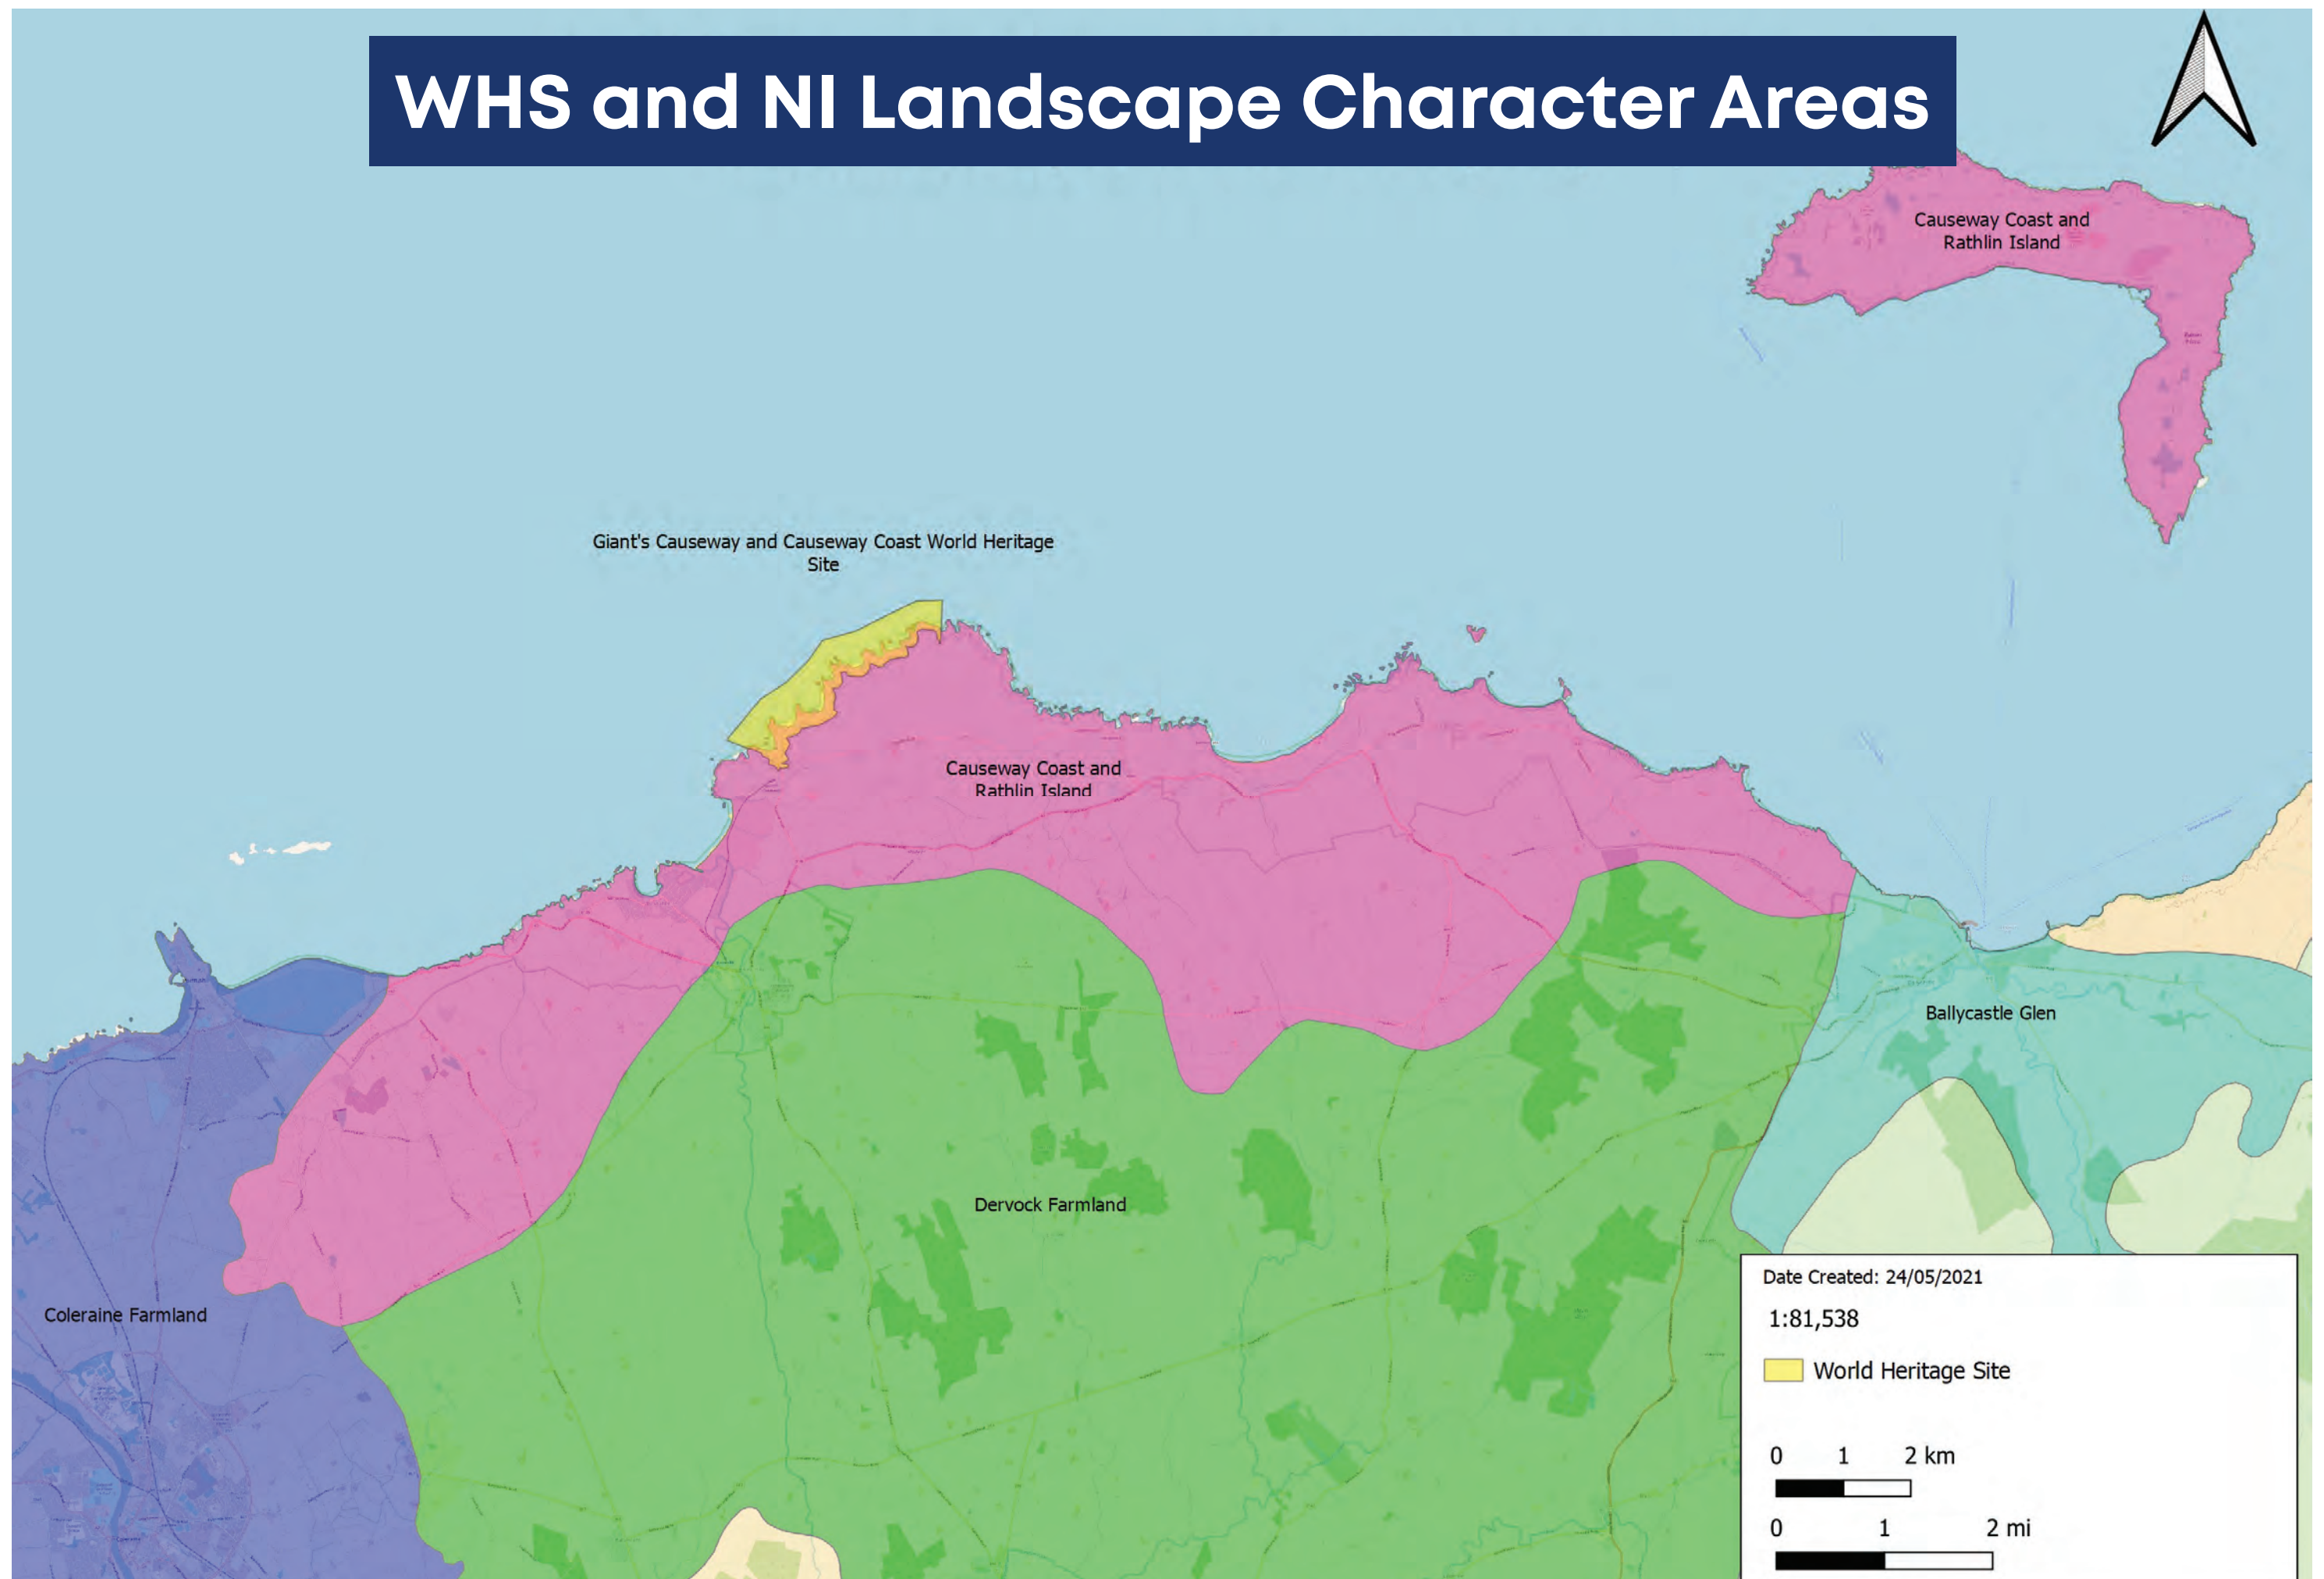 WHS and NI Landscape Character Areas
Causeway Coast and
Rathlin Island
Giant's Causeway and Causeway Coast World Heritage
Site
Causeway Coast and
Rathlin Island
Ballycastle Glen
Dervock Farmland
Coleraine Farmland
Date Created: 24/05/2021
1:81,538
World Heritage Site
0 1 2 km
0 1 2 mi